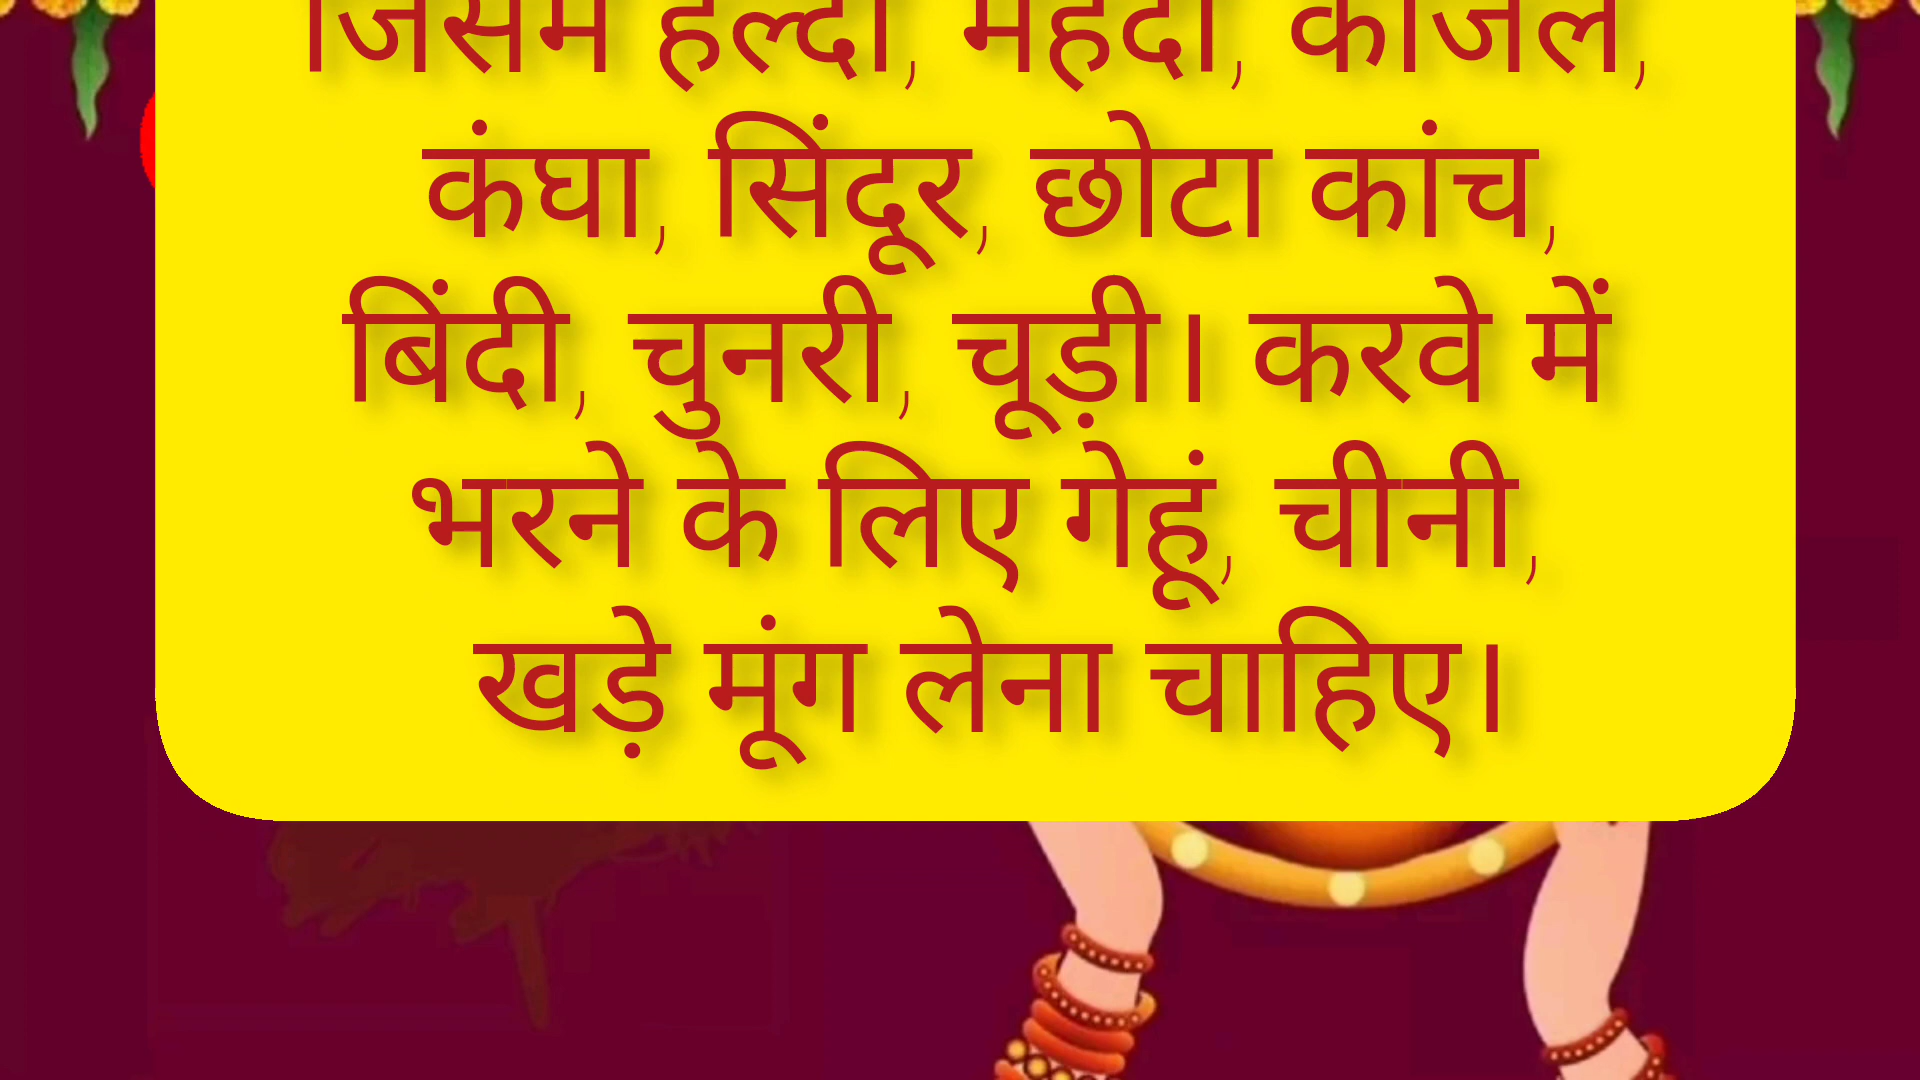 जिसमें हल्दी, मेहंदी, काजल,
कंघा, सिंदूर, छोटा कांच,
बिंदी, चुनरी, चूड़ी। करवे में
भरने के लिए गेहूं, चीनी,
खड़े मूंग लेना चाहिए।